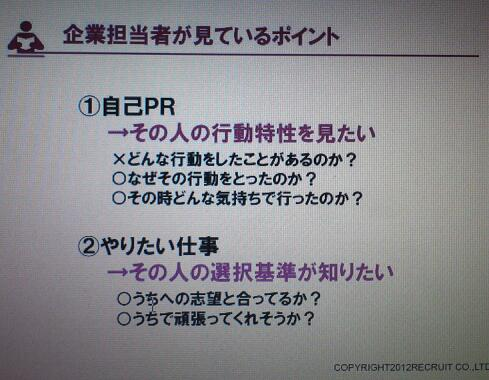 企業担当者が見ているポイント
①自己PR
→その人の行動特性を見たい
×どんな行動をしたことがあるのか？
○なぜその行動をとったのか？
○その時どんな気持ちで行ったのか？
②やりたい仕事
→その人の選択基準が知りたい
○うちへの志望と合ってるか？
○うちで頑張ってくれそうか？
COPYRIGHT2012RECRUIT CO.,LTD